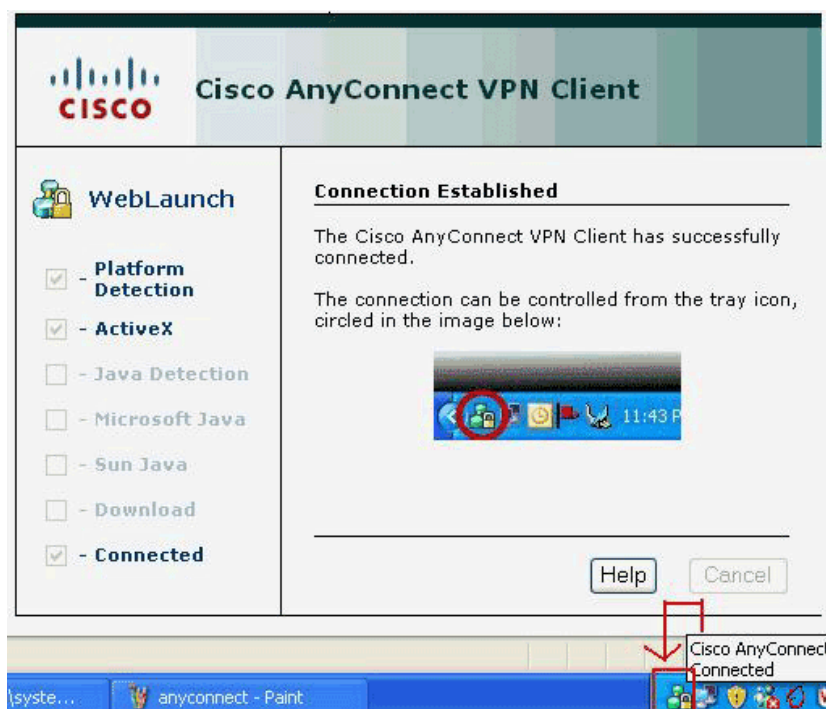 CISCO
Cisco AnyConnect VPN Client
WebLaunch
- Platform
Detection
- ActiveX
- Java Detection
- Microsoft Java
- Sun Java
- Download
- Connected
Connection Established
The Cisco AnyConnect VPN Client has successfully
connected.
The connection can be controlled from the tray icon,
circled in the image below:
11:43 P
Help
Cancel
Cisco AnyConnect
Connected
\syste...
anyconnect - Paint